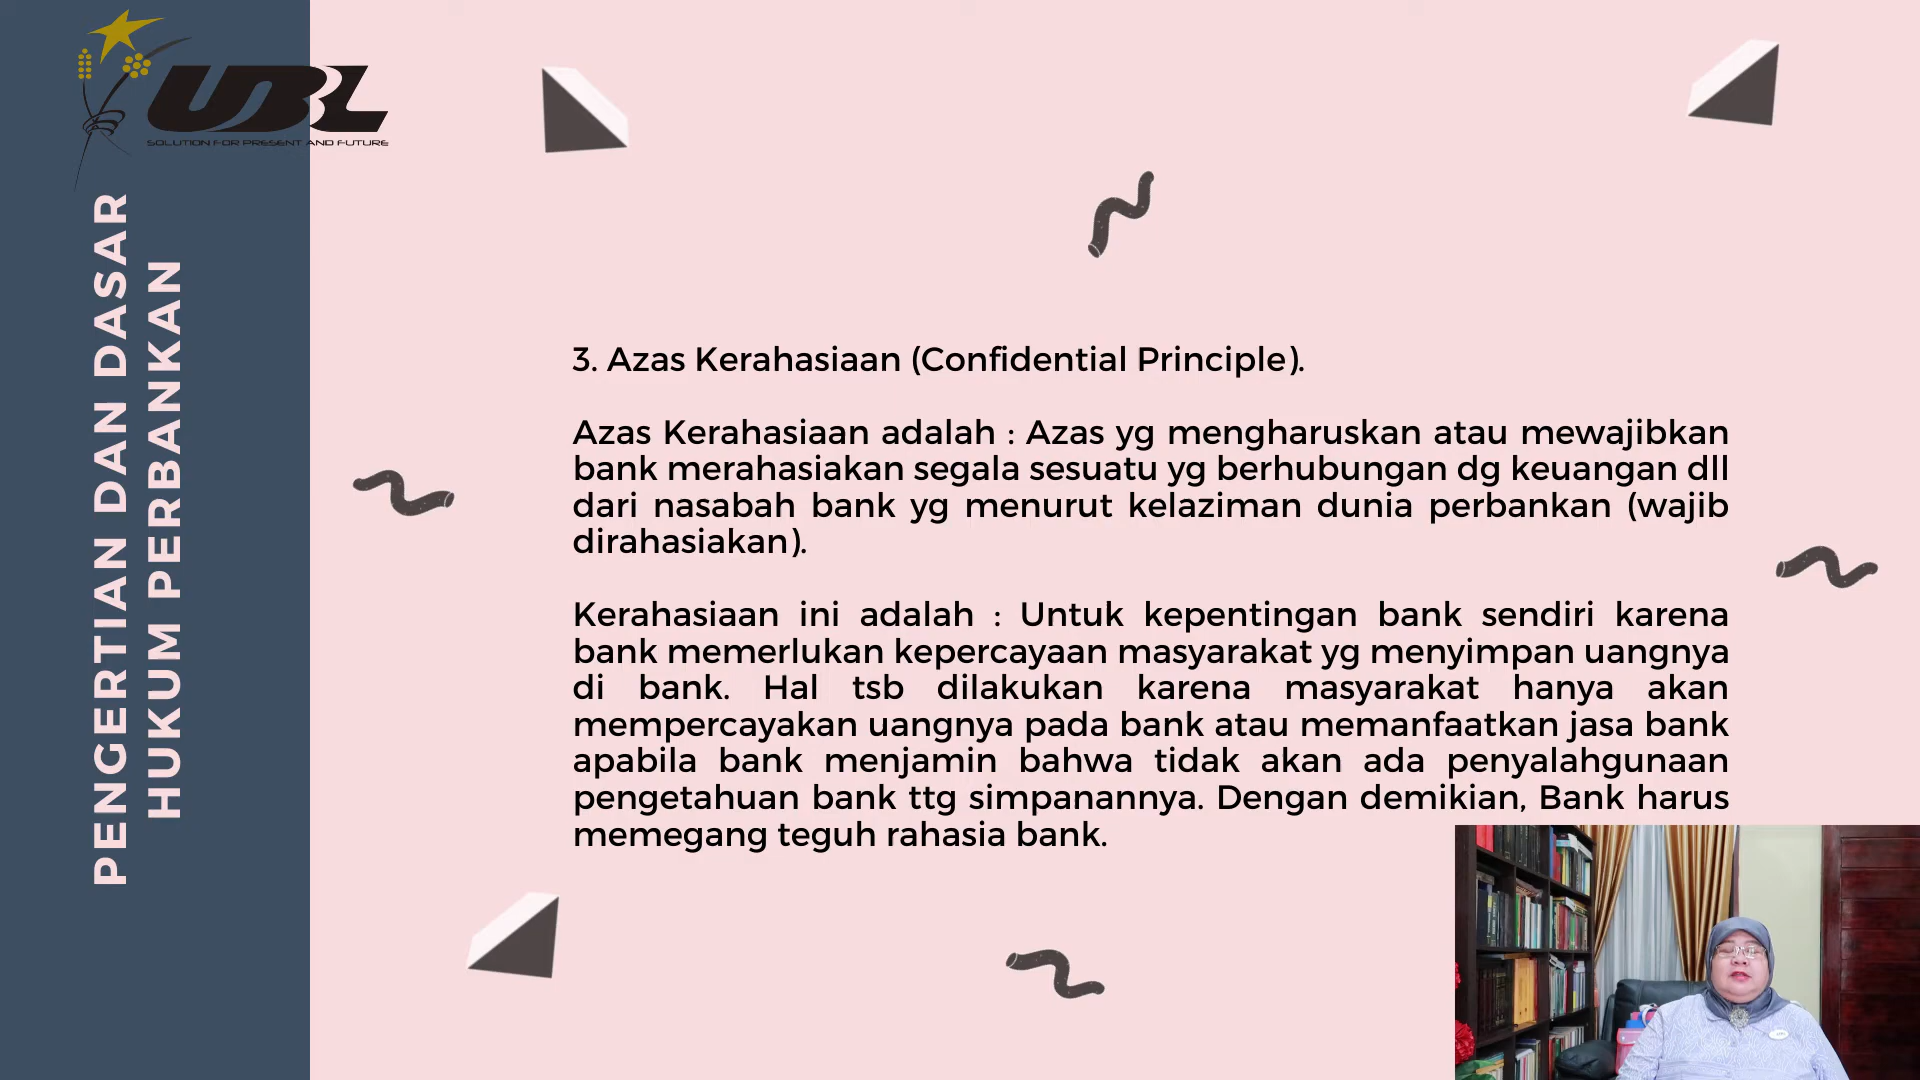 UBL
SOLUTION FOR PRESENT AND FUTURE
PENGERTIAN DAN DASAR
HUKUM PERBANKAN
3. Azas Kerahasiaan (Confidential Principle).
Azas Kerahasiaan adalah : Azas yg mengharuskan atau mewajibkan
bank merahasiakan segala sesuatu yg berhubungan dg keuangan dll
dari nasabah bank yg menurut kelaziman dunia perbankan (wajib
dirahasiakan).
Kerahasiaan ini adalah : Untuk kepentingan bank sendiri karena
bank memerlukan kepercayaan masyarakat yg menyimpan uangnya
di bank. Hal tsb dilakukan karena masyarakat hanya akan
mempercayakan uangnya pada bank atau memanfaatkan jasa bank
apabila bank menjamin bahwa tidak akan ada penyalahgunaan
pengetahuan bank ttg simpanannya. Dengan demikian, Bank harus
memegang teguh rahasia bank.